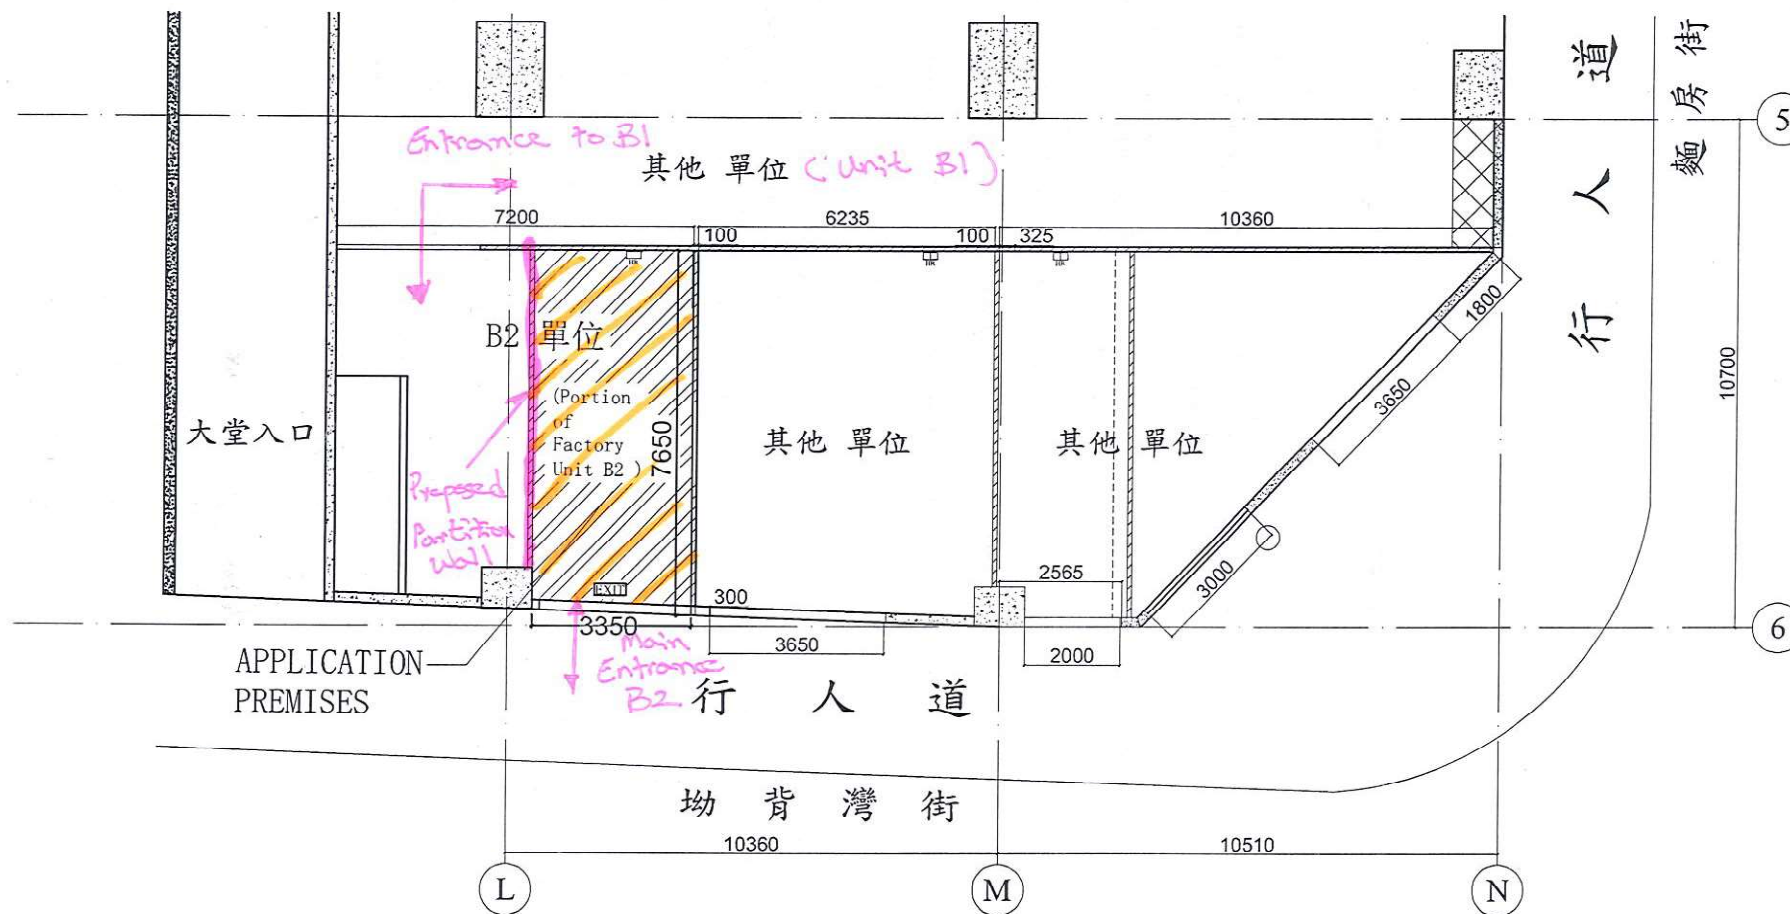 道
街
房
麵
5
人
行
Entrance to B1
其他 單位 (Unit B1)
7200
6235
10360
100
100
325
HR
HR
HR
1800
3650
10700
B2 單位
(Portion
of
Factory
Unit B2 )
7650
大堂入口
其他 單位
其他 單位
Proposed
Partition
Wall
EXIT
300
2565
3000
3350
3650
2000
6
Main
Entrance
B2
APPLICATION
PREMISES
行 人 道
坳 背 灣 街
10360
10510
L
M
N